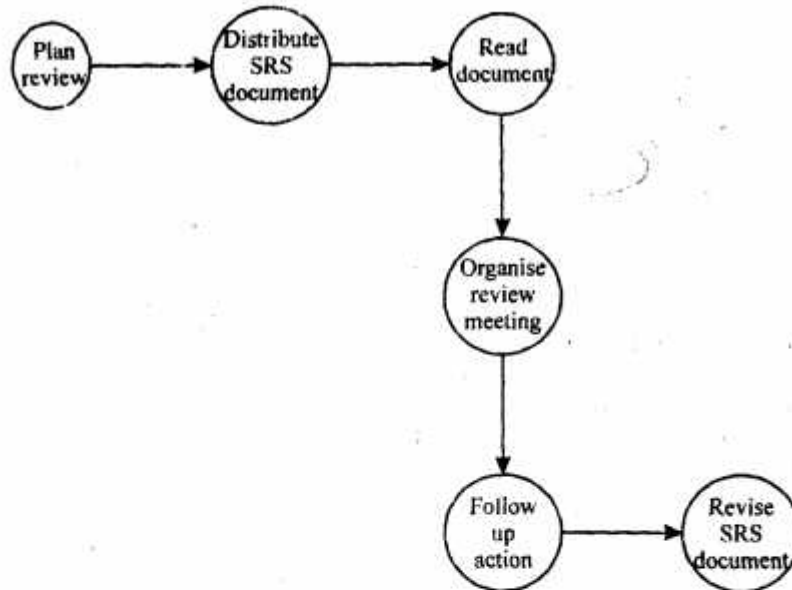 Plan
review
Distribute
SRS
document
Read
document
Organise
review
meeting
Follow
up
action
Revise
SRS
document